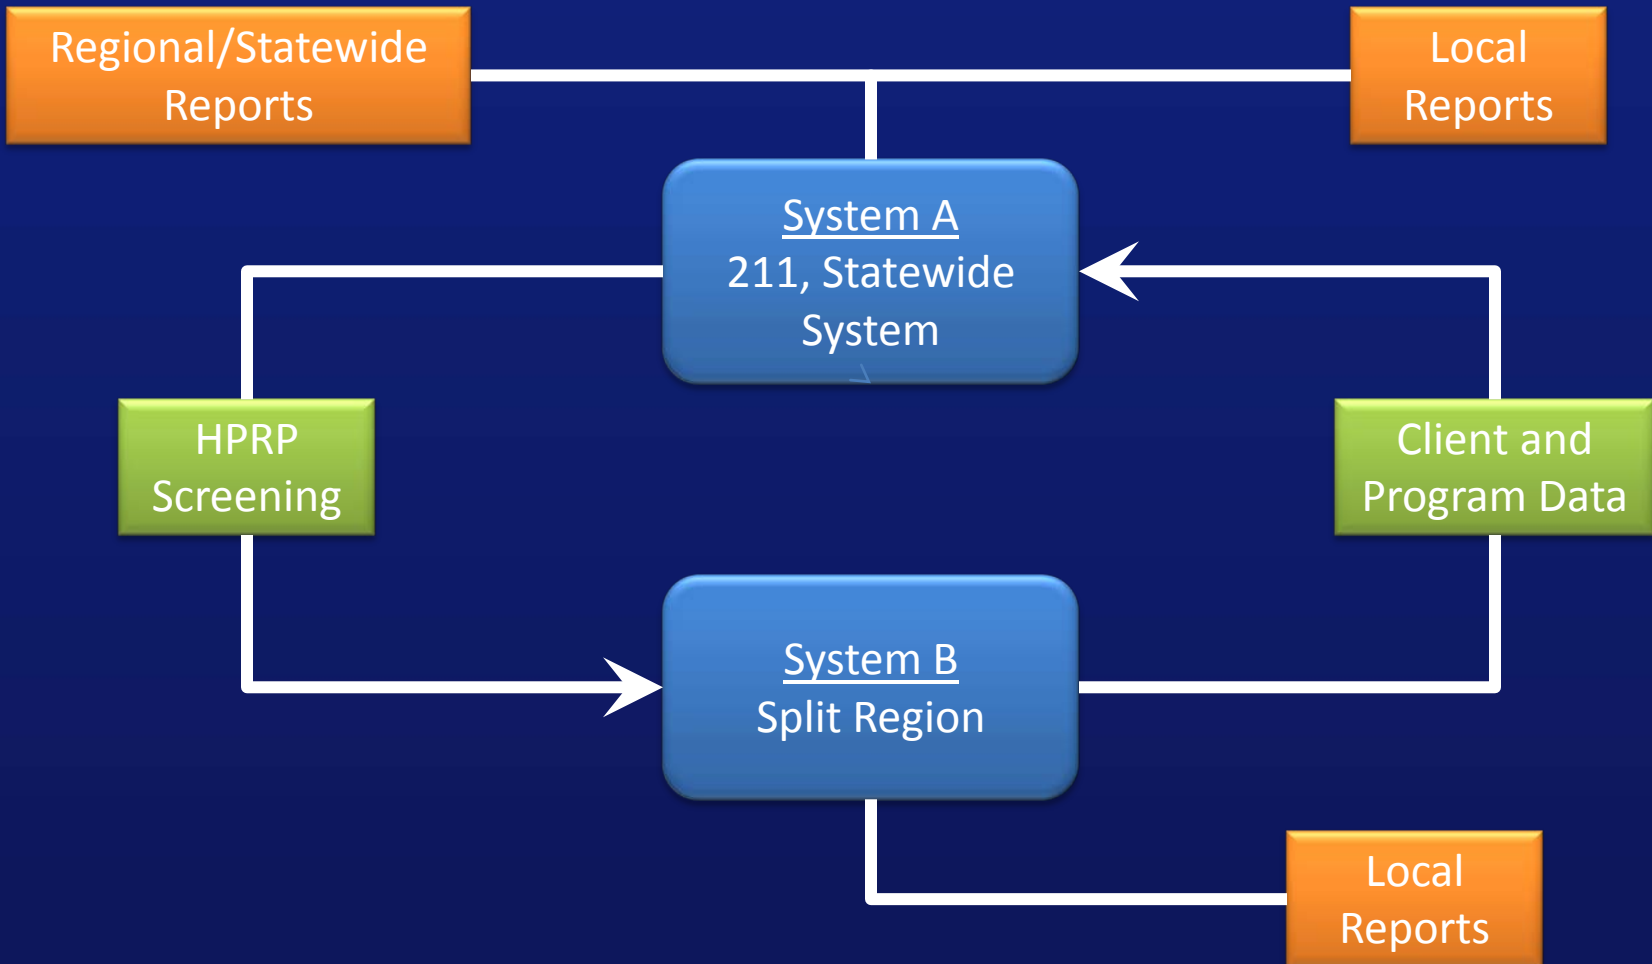 Regional/Statewide
Reports
Local
Reports
System A
211, Statewide
System
HPRP
Screening
Client and
Program Data
System B
Split Region
Local
Reports